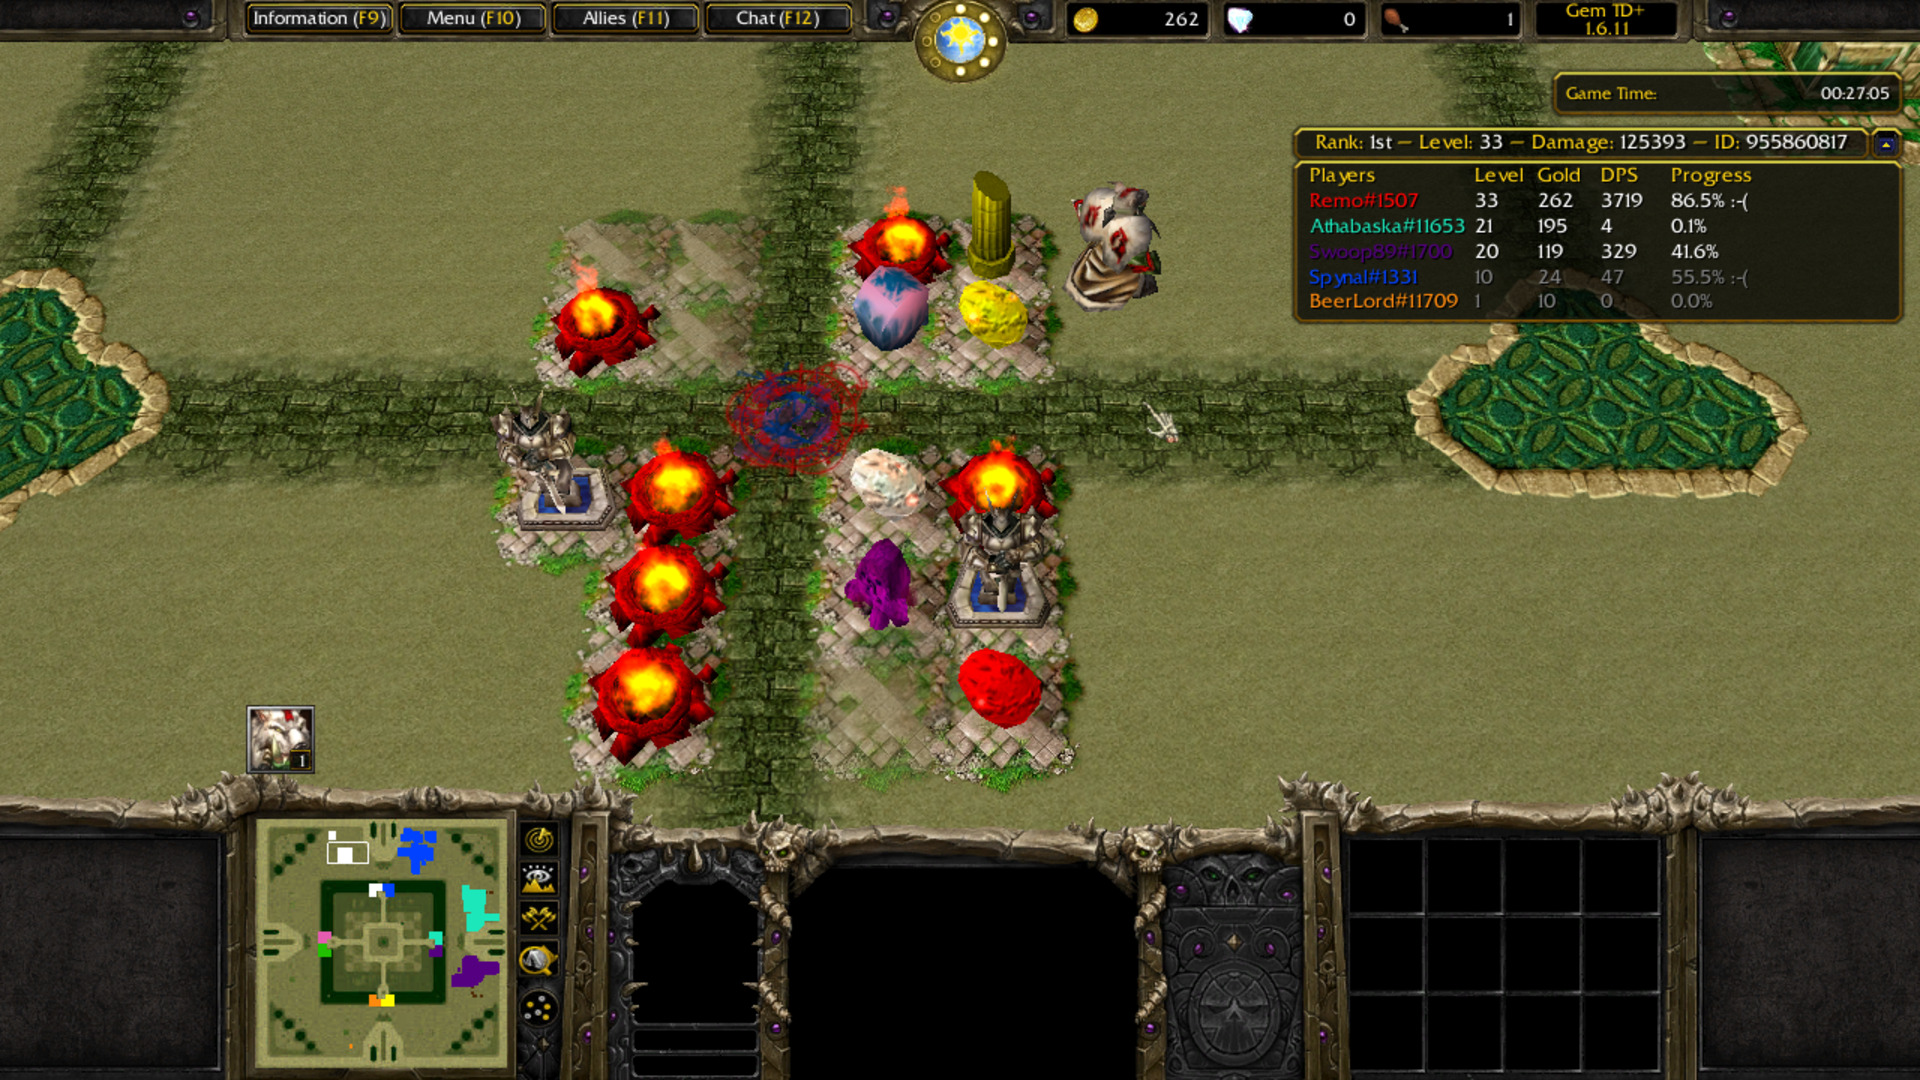 Information (F9) Menu (F10) Allies (F11) Chat (F12) 262 0 1 Gem TD+
1.6.11
Game Time: 00:27:05
Rank: 1st — Level: 33 — Damage: 125393 — ID: 955860817
Players Level Gold DPS Progress
Remo#1507 33 262 3719 86.5% :-(
Athabaska#11653 21 195 4 0.1%
Swoop89#1700 20 119 329 41.6%
Spynal#1331 10 24 47 55.5% :-(
BeerLord#11709 1 10 0 0.0%
1